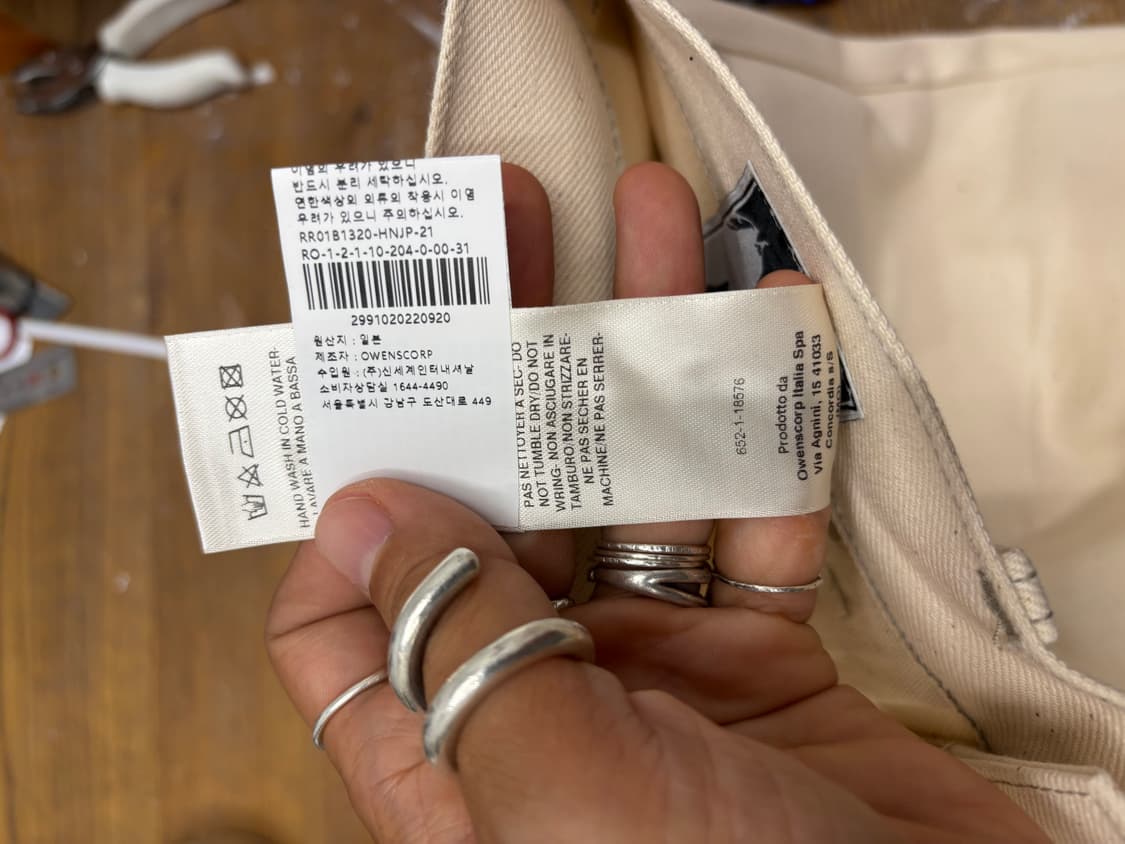 이염의 우려가 있으니
반드시 분리 세탁하십시오.
연한색상의 의류와 착용시 이염
우려가 있으니 주의하십시오.
RR01B1320-HNJP-21
RO-1-2-1-10-204-0-00-31
2991020220920
원산지 : 일본
제조자 : OWENSCORP
수입원 : (주)신세계인터내셔날
소비자상담실 1644-4490
서울특별시 강남구 도산대로 449
HAND WASH IN COLD WATER-
LAVARE A MANO A BASSA
PAS NETTOYER A SEC- DO
NOT TUMBLE DRY/DO NOT
WRING- NON ASCIUGARE IN
TAMBURO/NON STRIZZARE-
NE PAS SECHER EN
MACHINE/NE PAS SERRER-
652-1-18576
Prodotto da
Owenscorp Italia Spa
Via Agnini, 15 41033
Concordia s/S